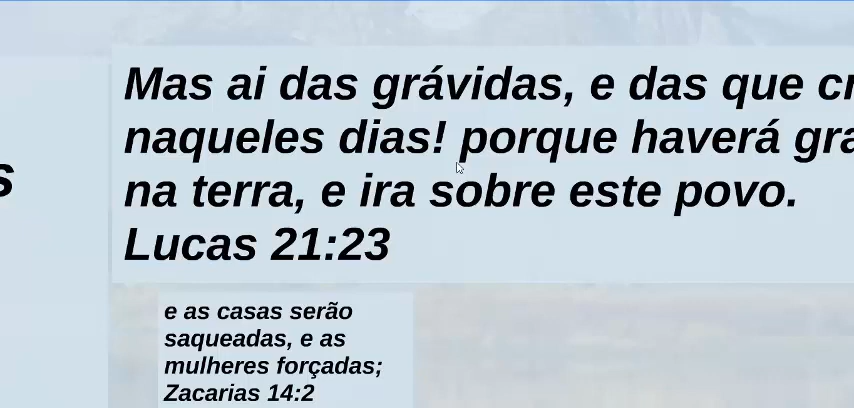 Mas ai das grávidas, e das que
naqueles dias! porque haverá
na terra, e ira sobre este povo.
Lucas 21:23
e as casas serão
saqueadas, e as
mulheres forçadas;
Zacarias 14:2